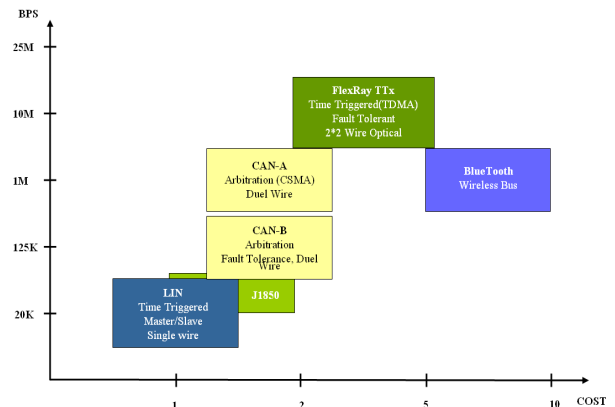 BPS
25M
FlexRay TTx
Time Triggered(TDMA)
Fault Tolerant
2*2 Wire Optical
10M
CAN-A
Arbitration (CSMA)
Duel Wire
BlueTooth
Wireless Bus
1M
CAN-B
Arbitration
Fault Tolerance, Duel
Wire
125K
J1850
LIN
Time Triggered
Master/Slave
Single wire
20K
1
2
5
10
COST